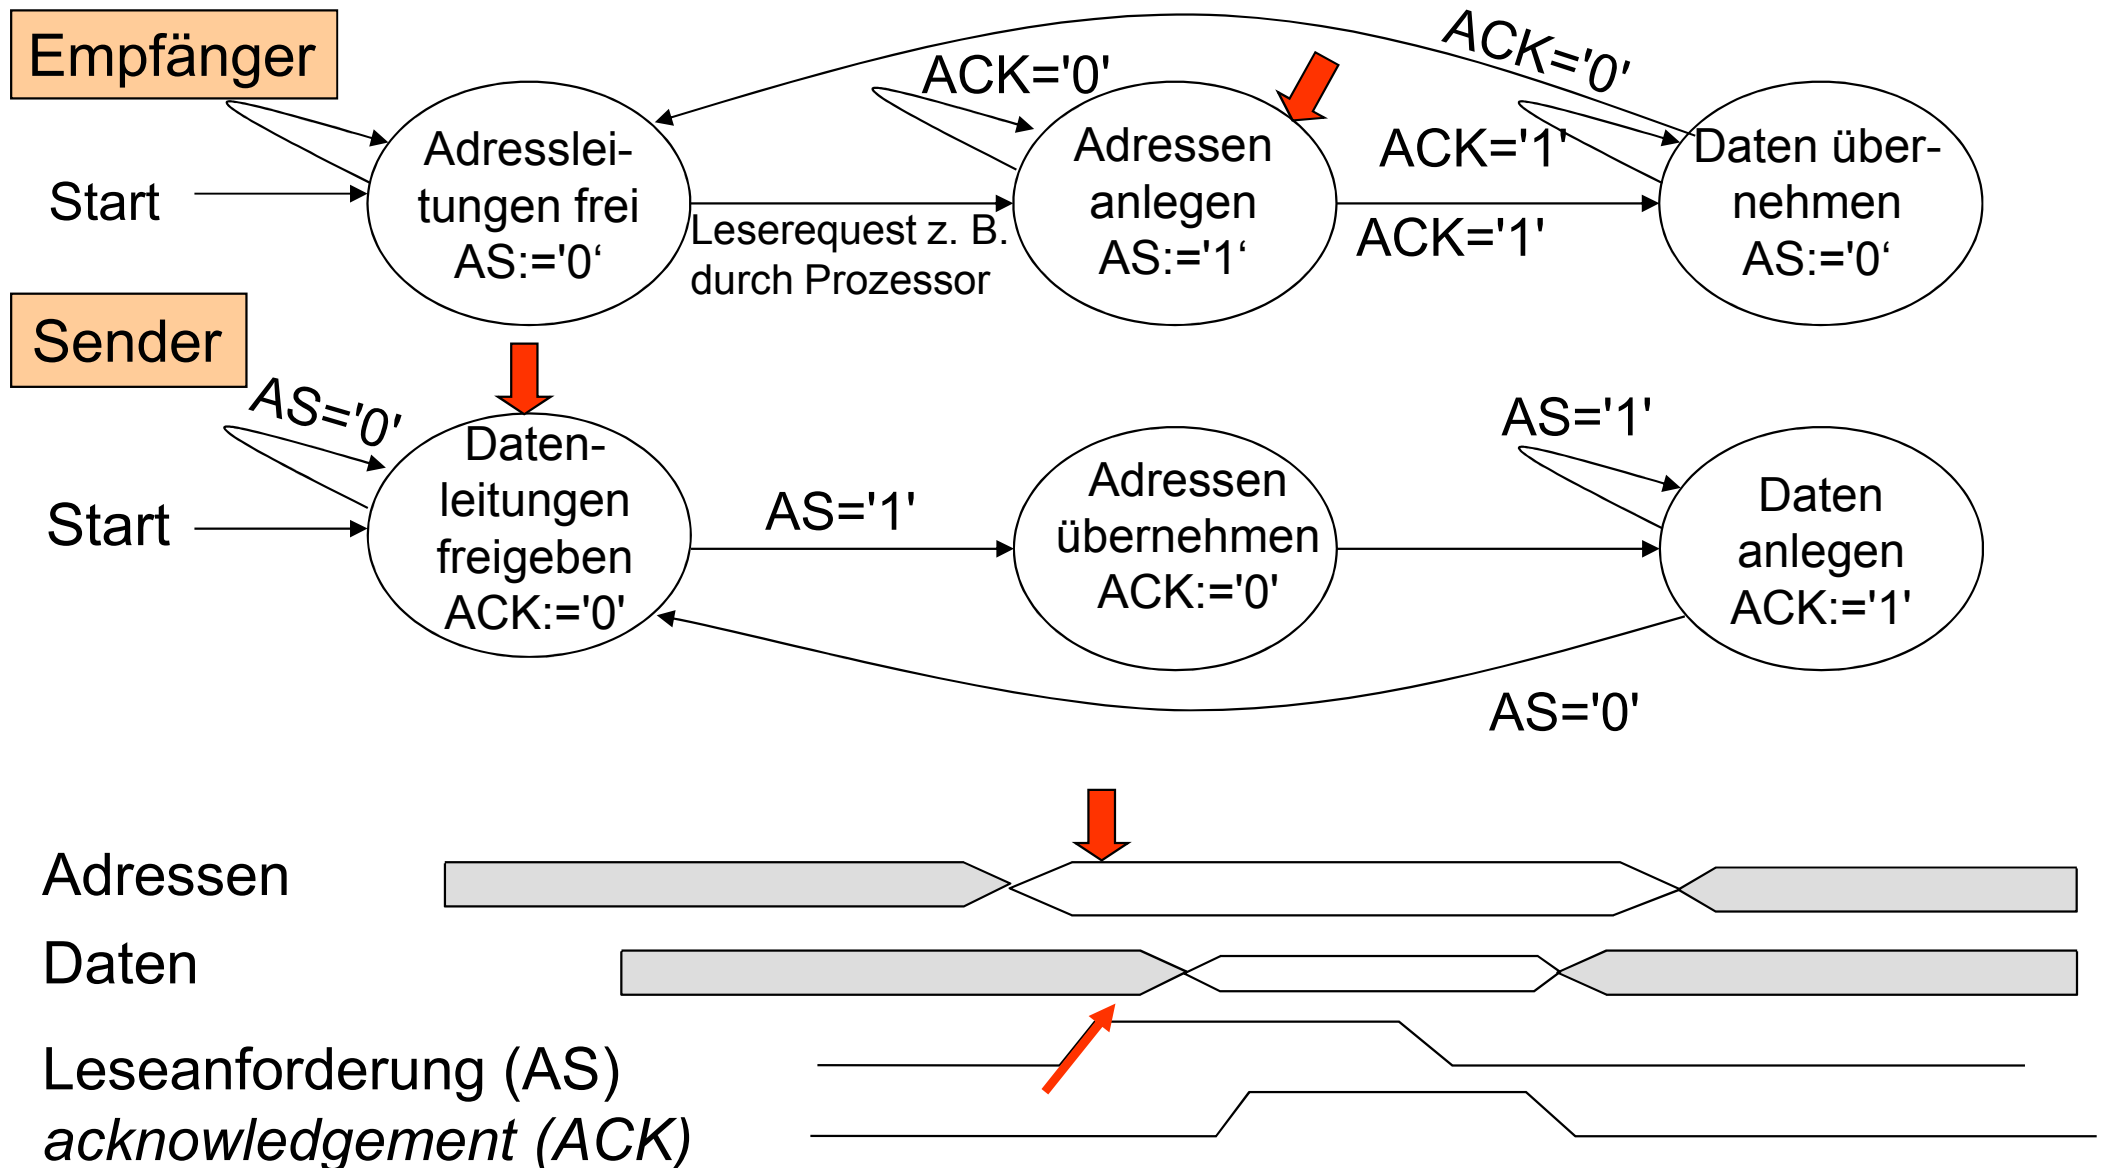 Empfänger
ACK='0'
ACK='0'
Start
Adresslei-
tungen frei
AS:='0‘
Leserequest z. B.
durch Prozessor
Adressen
anlegen
AS:='1‘
ACK='1'
ACK='1'
Daten über-
nehmen
AS:='0‘
Sender
AS='0'
Start
Daten-
leitungen
freigeben
ACK:='0'
AS='1'
Adressen
übernehmen
ACK:='0'
AS='1'
Daten
anlegen
ACK:='1'
AS='0'
Adressen
Daten
Leseanforderung (AS)
acknowledgement (ACK)